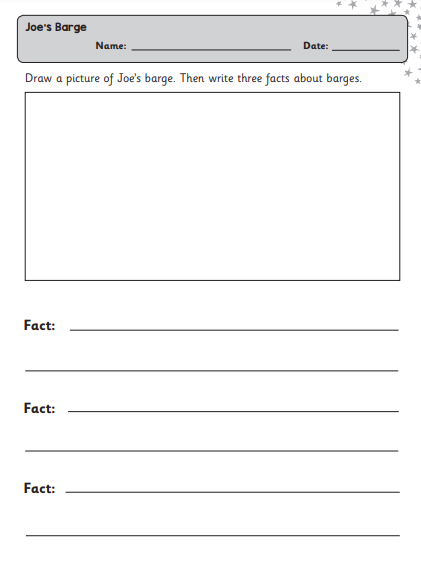 Joe's Barge
Name: Date:
Draw a picture of Joe's barge. Then write three facts about barges.
Fact:
Fact:
Fact: